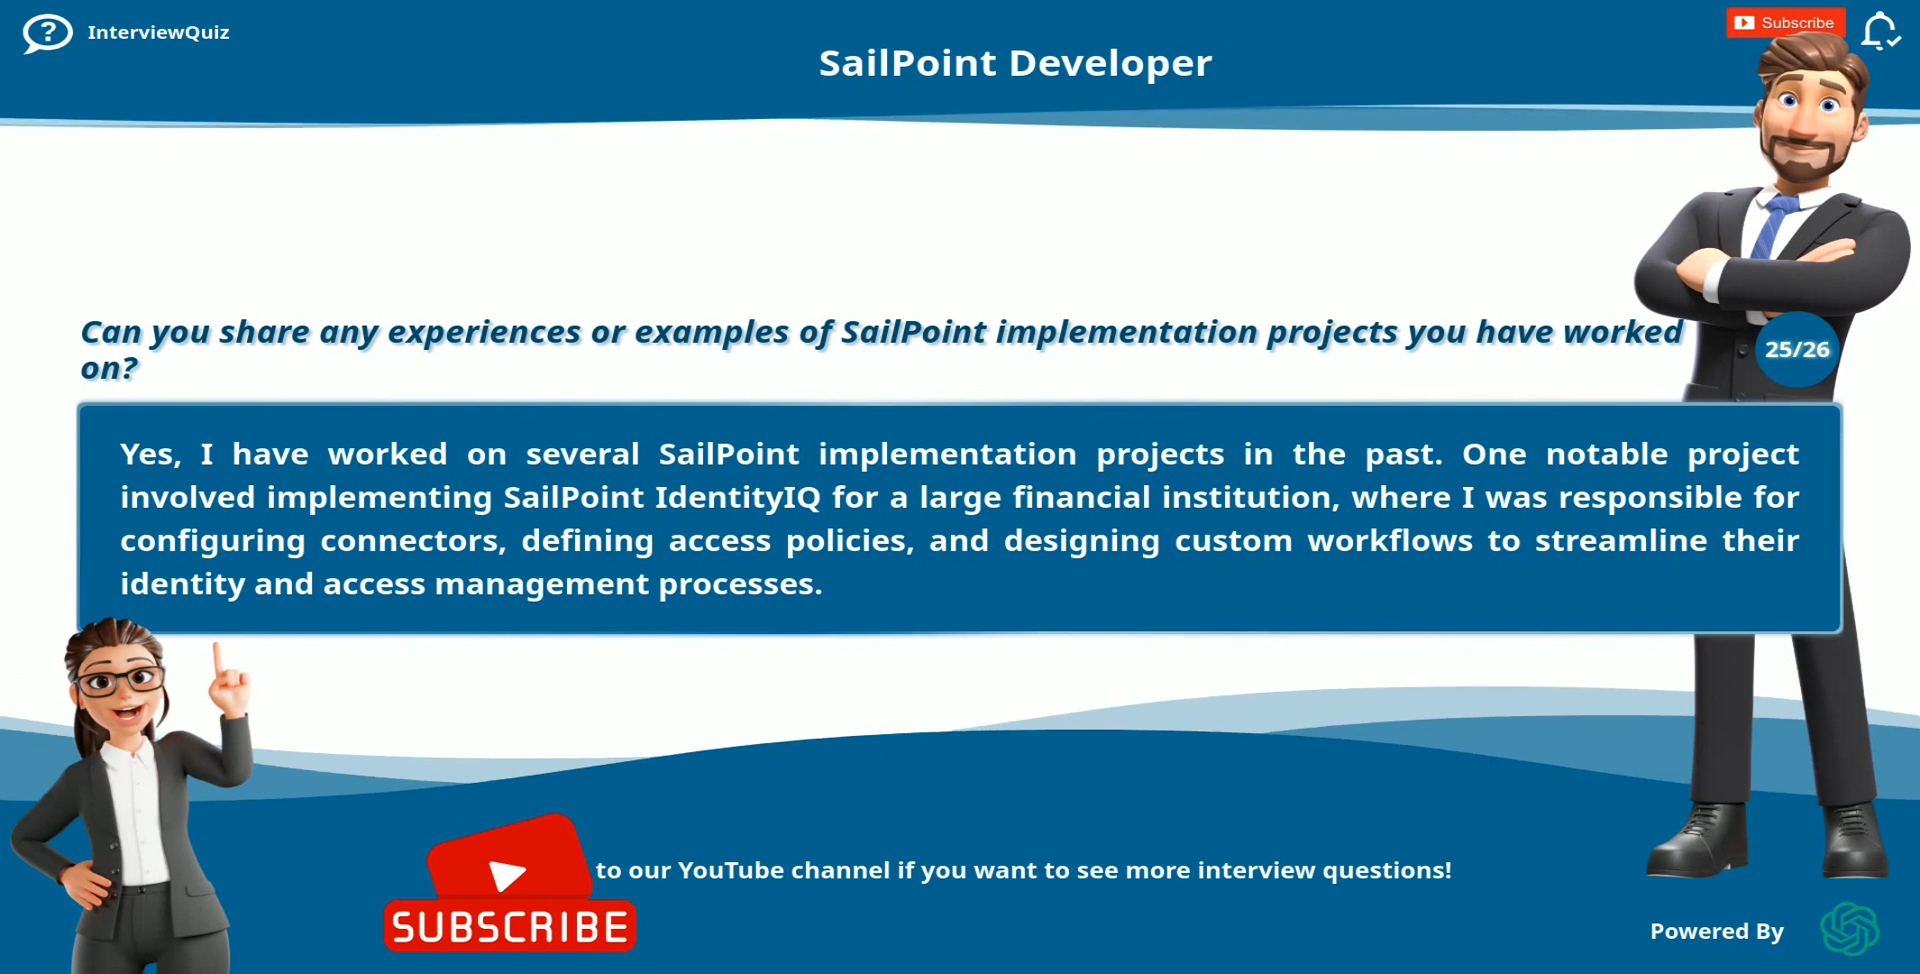 ?
InterviewQuiz
Subscribe
SailPoint Developer
Can you share any experiences or examples of SailPoint implementation projects you have worked
on?
25/26
Yes, I have worked on several SailPoint implementation projects in the past. One notable project
involved implementing SailPoint IdentityIQ for a large financial institution, where I was responsible for
configuring connectors, defining access policies, and designing custom workflows to streamline their
identity and access management processes.
to our YouTube channel if you want to see more interview questions!
SUBSCRIBE
Powered By